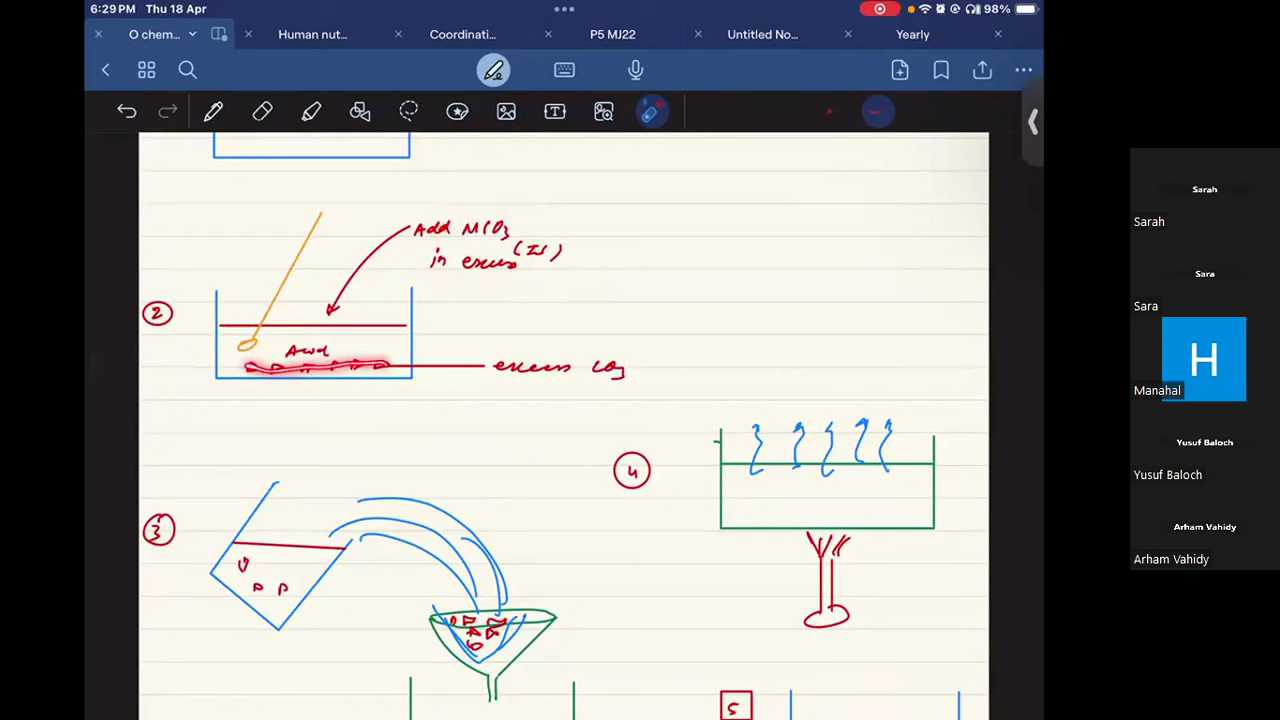 6:29 PM Thu 18 Apr
98%
O chem...
Human nut...
Coordinati...
P5 MJ22
Untitled No...
Yearly
Add MCO3
in excess (IS)
2
Acid
excess CO3
4
3
5
Sarah
Sarah
Sara
Sara
H
Manahal
Yusuf Baloch
Yusuf Baloch
Arham Vahidy
Arham Vahidy